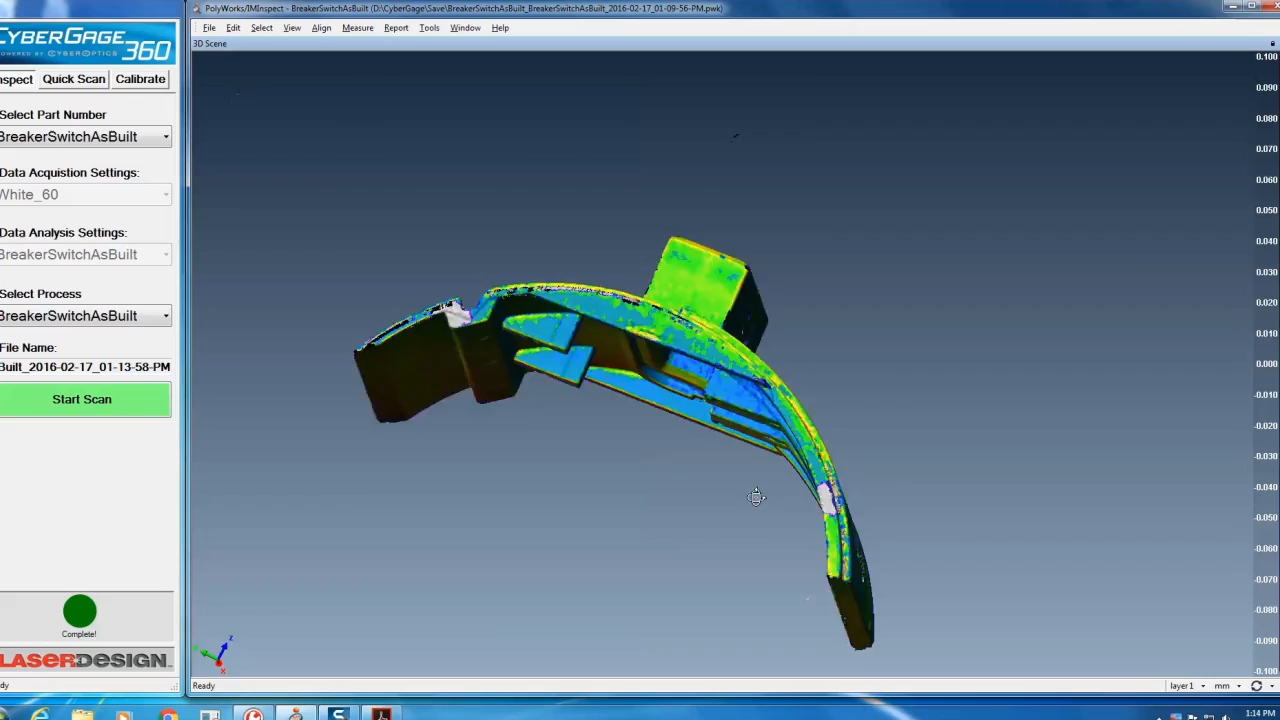 PolyWorks/IMInspect - BreakerSwitchAsBuilt (D:\CyberGage\Save\BreakerSwitchAsBuilt_BreakerSwitchAsBuilt_2016-02-17_01-09-56-PM.pwk)
CYBERGAGE
POWERED BY CYBEROPTICS
360
nspect
Quick Scan
Calibrate
File
Edit
Select
View
Align
Measure
Report
Tools
Window
Help
3D Scene
Select Part Number
BreakerSwitchAsBuilt
Data Acquistion Settings:
White_60
Data Analysis Settings:
BreakerSwitchAsBuilt
Select Process
BreakerSwitchAsBuilt
File Name:
Built_2016-02-17_01-13-58-PM
Start Scan
Complete!
LASERDESIGN
dy
0.100
0.090
0.080
0.070
0.060
0.050
0.040
0.030
0.020
0.010
0.000
-0.010
-0.020
-0.030
-0.040
-0.050
-0.060
-0.070
-0.080
-0.090
-0.100
z
x
Ready
layer1
mm
1:14 PM